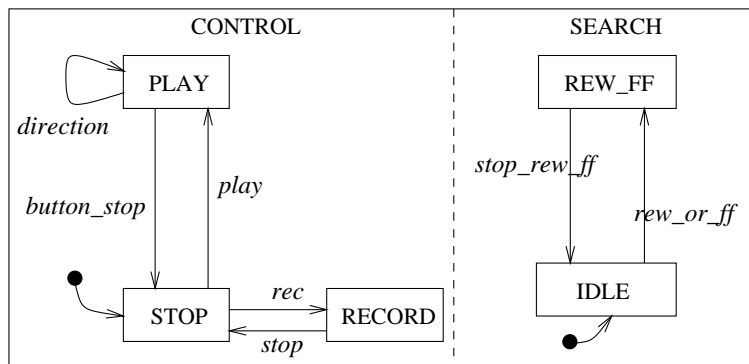 CONTROL
SEARCH
PLAY
REW_FF
direction
stop_rew_ff
play
button_stop
rew_or_ff
rec
STOP
RECORD
IDLE
stop